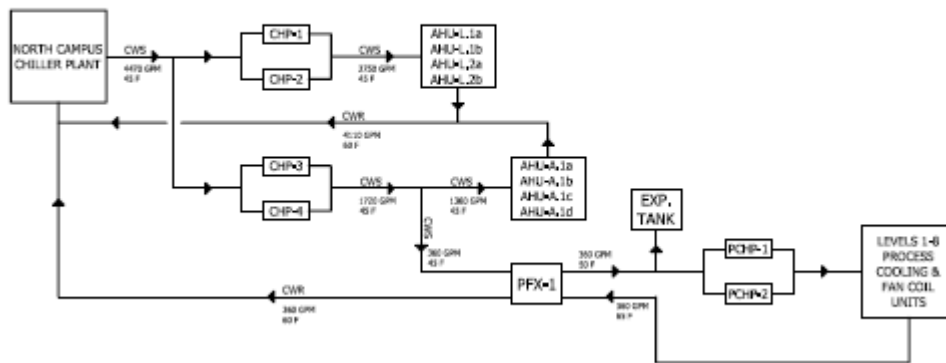 NORTH CAMPUS
CHILLER PLANT
CWS
4470 GPM
45 F
CHP-1
CHP-2
CWS
2750 GPM
45 F
AHU-L.1a
AHU-L.1b
AHU-L.2a
AHU-L.2b
CWR
4110 GPM
60 F
CHP-3
CHP-4
CWS
1720 GPM
45 F
CWS
1360 GPM
45 F
AHU-A.1a
AHU-A.1b
AHU-A.1c
AHU-A.1d
CWS
360 GPM
45 F
EXP.
TANK
360 GPM
50 F
PFX-1
PCHP-1
PCHP-2
LEVELS 1-8
PROCESS
COOLING &
FAN COIL
UNITS
CWR
360 GPM
60 F
360 GPM
65 F